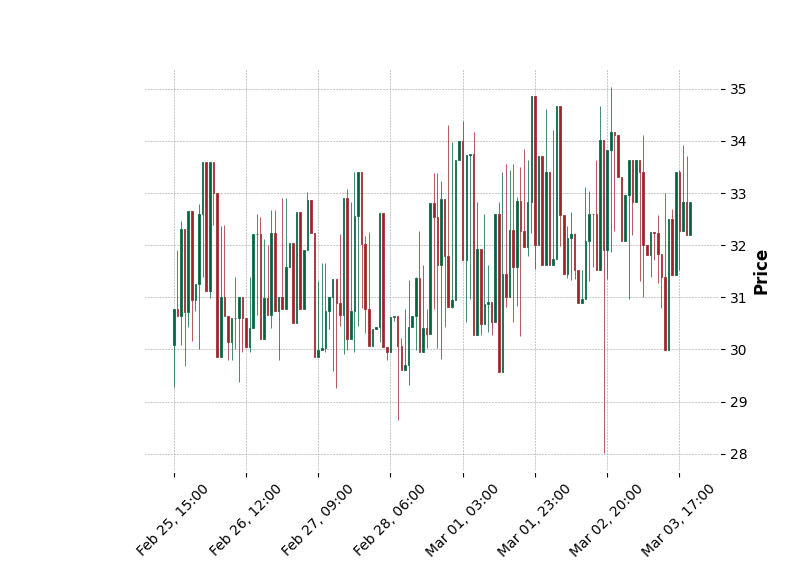 35
34
33
32
31
30
29
28
Price
Feb 25, 15:00
Feb 26, 12:00
Feb 27, 09:00
Feb 28, 06:00
Mar 01, 03:00
Mar 01, 23:00
Mar 02, 20:00
Mar 03, 17:00